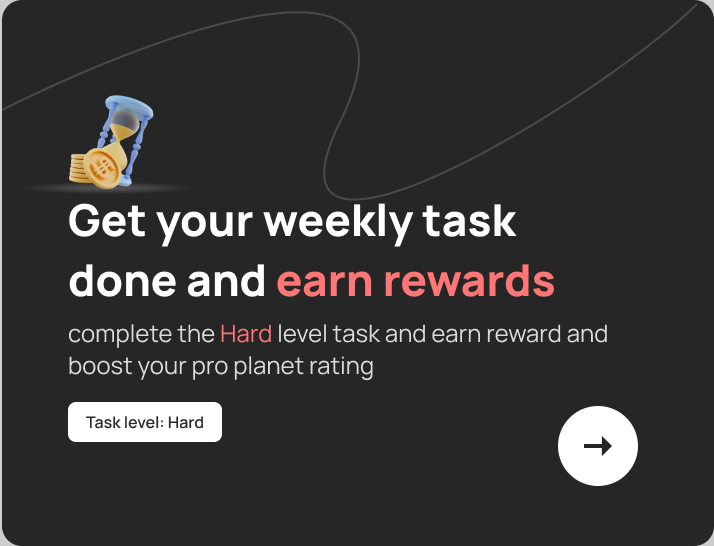 Get your weekly task
done and earn rewards
complete the Hard level task and earn reward and
boost your pro planet rating
Task level: Hard